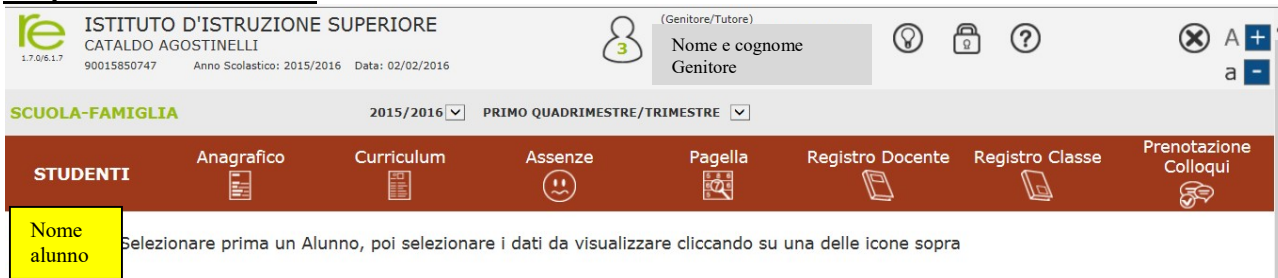 re
1.7.0/6.1.7
ISTITUTO D'ISTRUZIONE SUPERIORE
CATALDO AGOSTINELLI
90015850747 Anno Scolastico: 2015/2016 Data: 02/02/2016
3
(Genitore/Tutore)
Nome e cognome
Genitore
?
A +
a -
SCUOLA-FAMIGLIA 2015/2016 PRIMO QUADRIMESTRE/TRIMESTRE
STUDENTI Anagrafico Curriculum Assenze Pagella Registro Docente Registro Classe Prenotazione
Colloqui
Nome
alunno
Selezionare prima un Alunno, poi selezionare i dati da visualizzare cliccando su una delle icone sopra